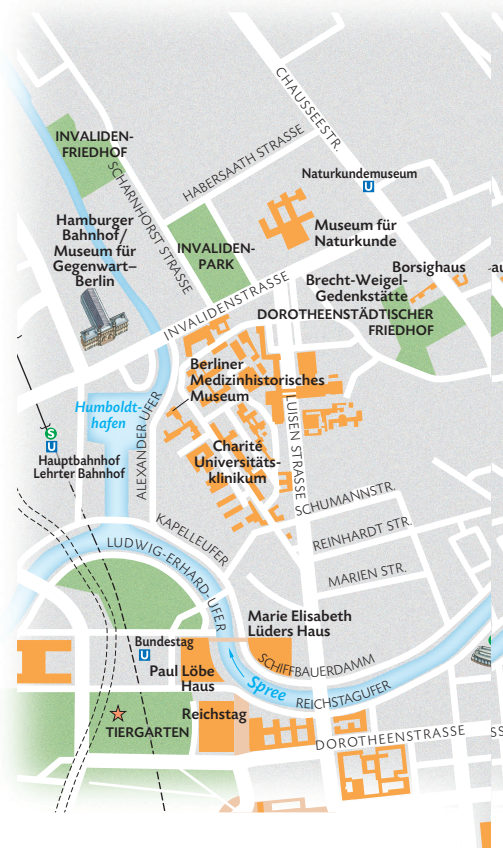 CHAUSSEESTR.
INVALIDEN-
FRIEDHOF
SCHARNHORST STRASSE
HABERSAATH STRASSE
Naturkundemuseum
U
Hamburger
Bahnhof/
Museum für
Gegenwart–
Berlin
INVALIDEN-
PARK
Museum für
Naturkunde
Borsighaus
Brecht-Weigel-
Gedenkstätte
DOROTHEENSTÄDTISCHER
FRIEDHOF
INVALIDENSTRASSE
Berliner
Medizinhistorisches
Museum
Humboldt-
hafen
ALEXANDER UFER
LUISEN STRASSE
S
U
Hauptbahnhof
Lehrter Bahnhof
Charité
Universitäts-
klinikum
SCHUMANNSTR.
REINHARDT STR.
MARIEN STR.
KAPELLEUFER
LUDWIG-ERHARD-UFER
Marie Elisabeth
Lüders Haus
Bundestag
U
Paul Löbe
Haus
SCHIFFBAUERDAMM
Spree
REICHSTAGUFER
Reichstag
TIERGARTEN
DOROTHEENSTRASSE
SS